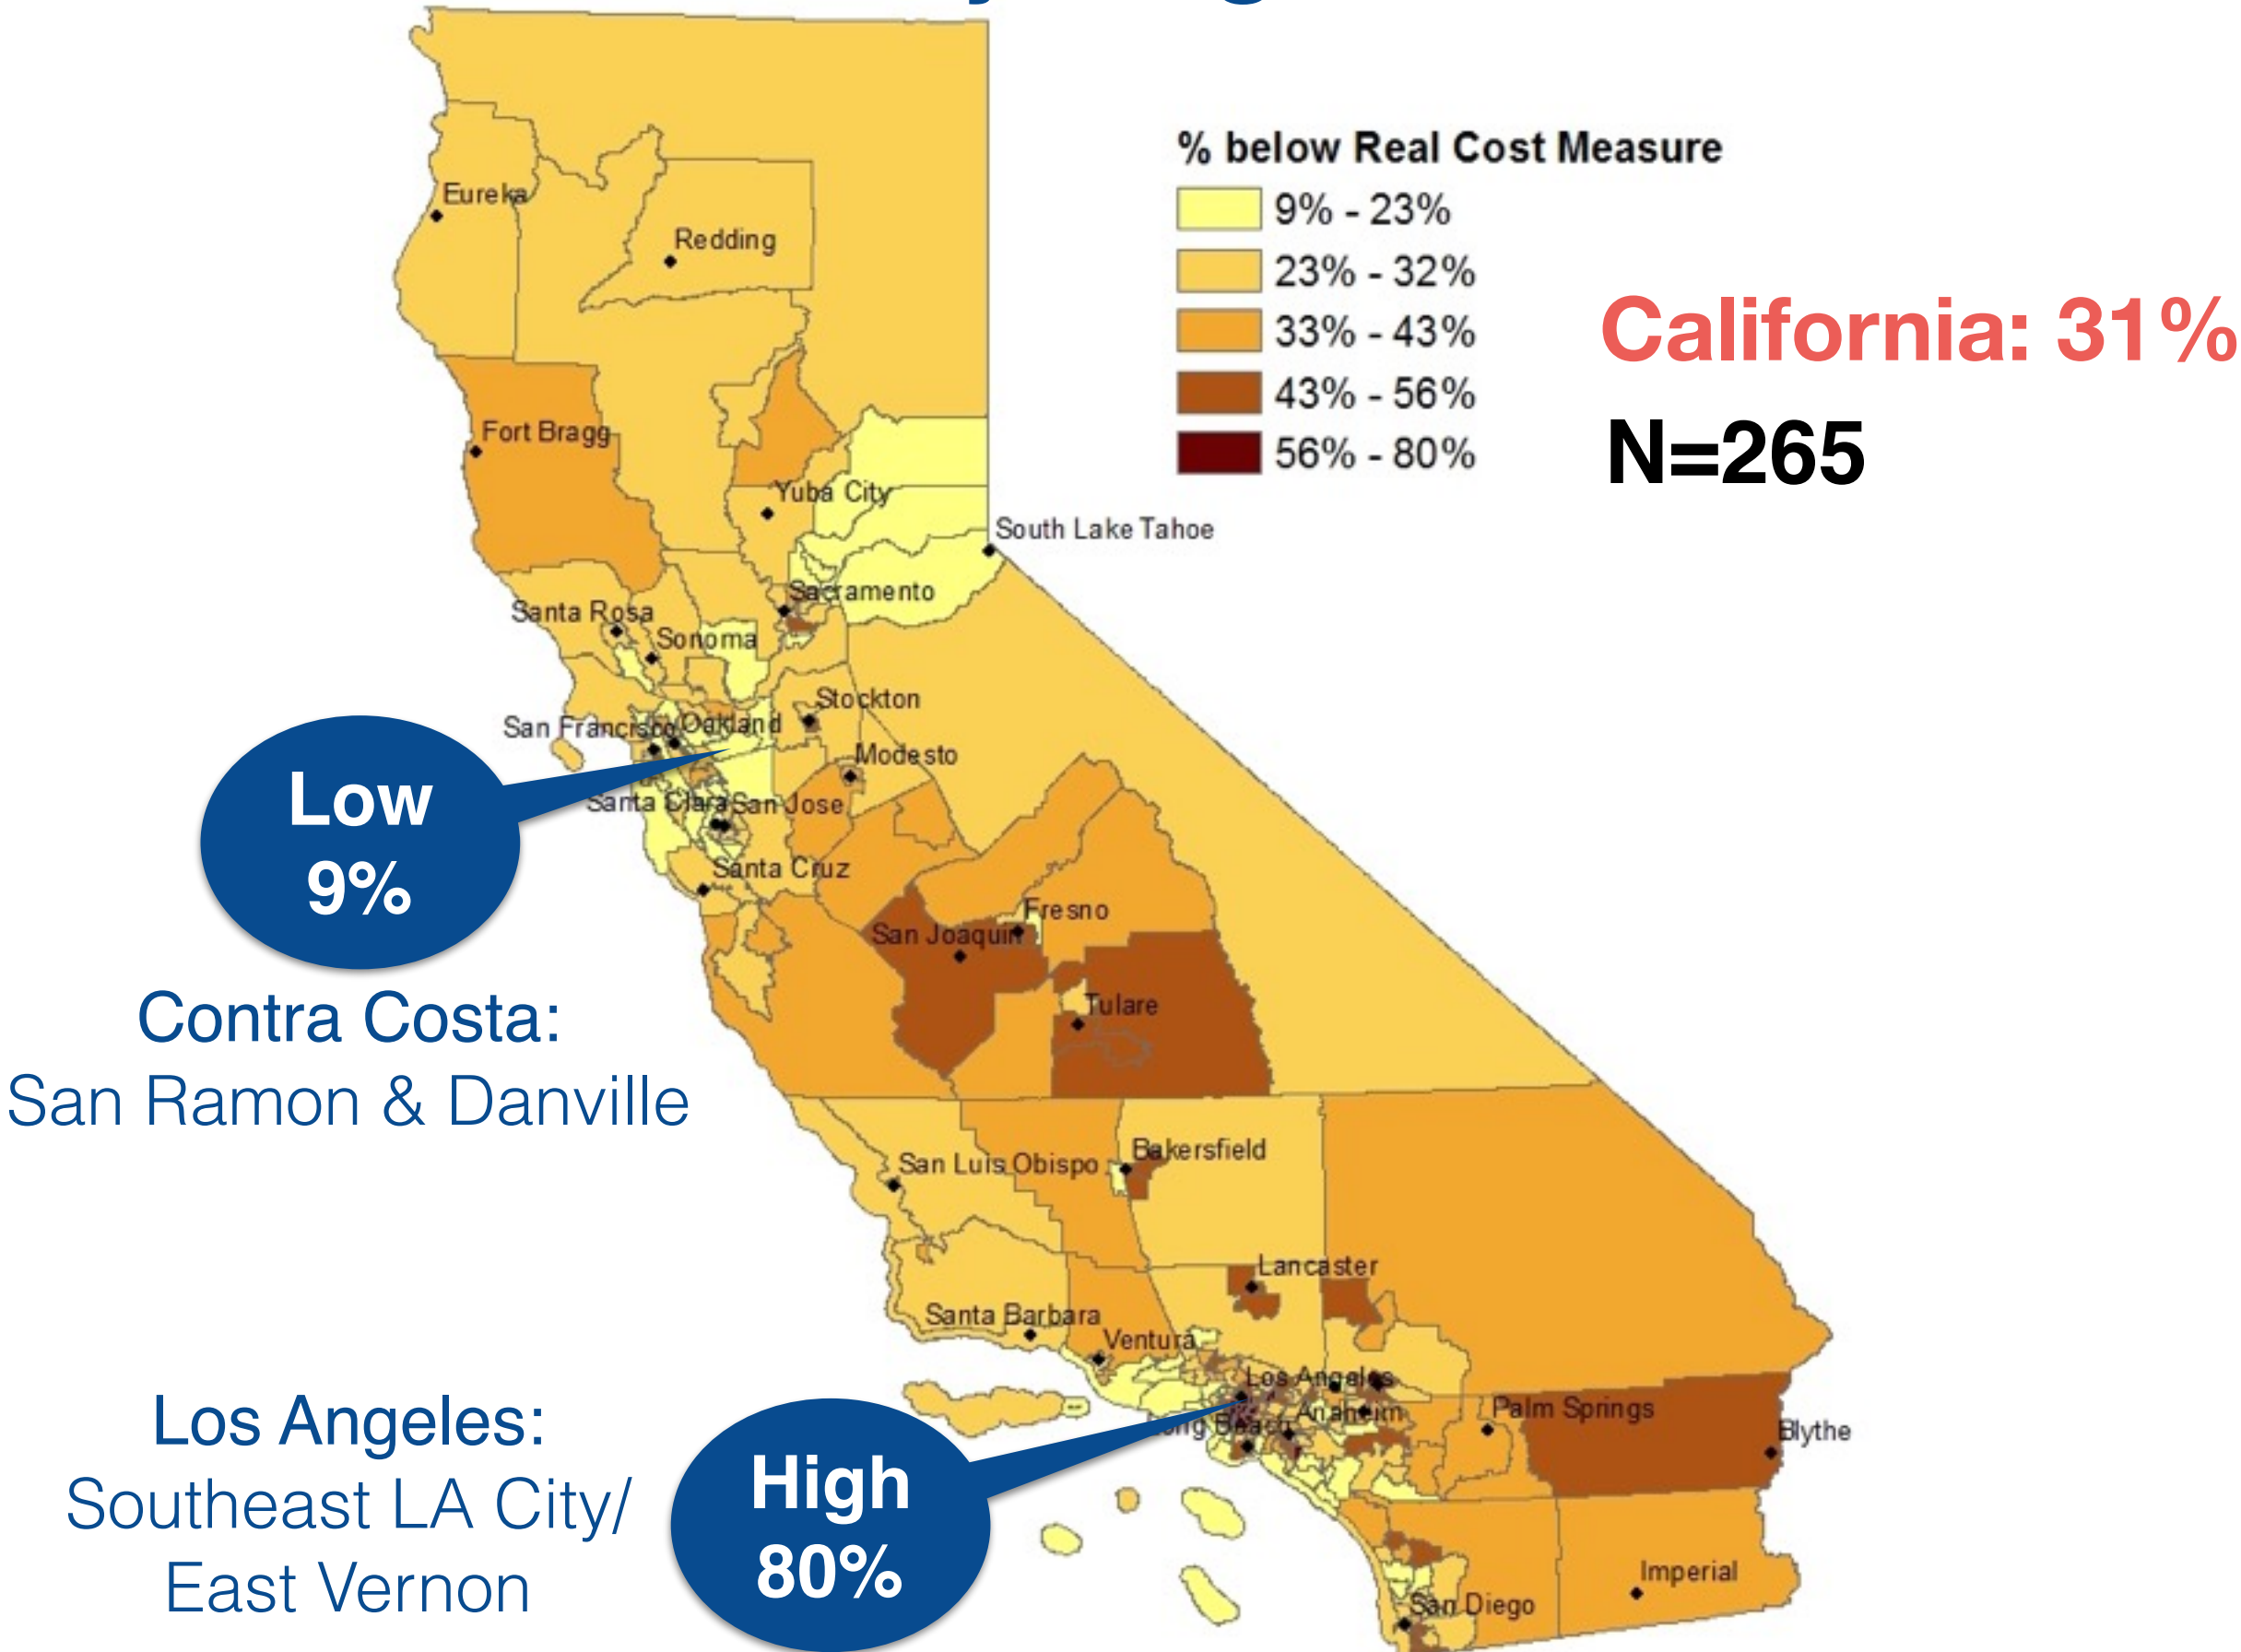 Eureka
Redding
% below Real Cost Measure
9% - 23%
23% - 32%
33% - 43%
43% - 56%
56% - 80%
California: 31%
N=265
Fort Bragg
Yuba City
South Lake Tahoe
Sacramento
Santa Rosa
Sonoma
Stockton
San Francisco
Oakland
Modesto
Low
9%
Santa Clara
San Jose
Santa Cruz
Contra Costa:
San Ramon & Danville
Fresno
San Joaquin
Tulare
Bakersfield
San Luis Obispo
Lancaster
Santa Barbara
Ventura
Los Angeles
Anaheim
Palm Springs
Blythe
Los Angeles:
Southeast LA City/
East Vernon
High
80%
Beach
Imperial
San Diego